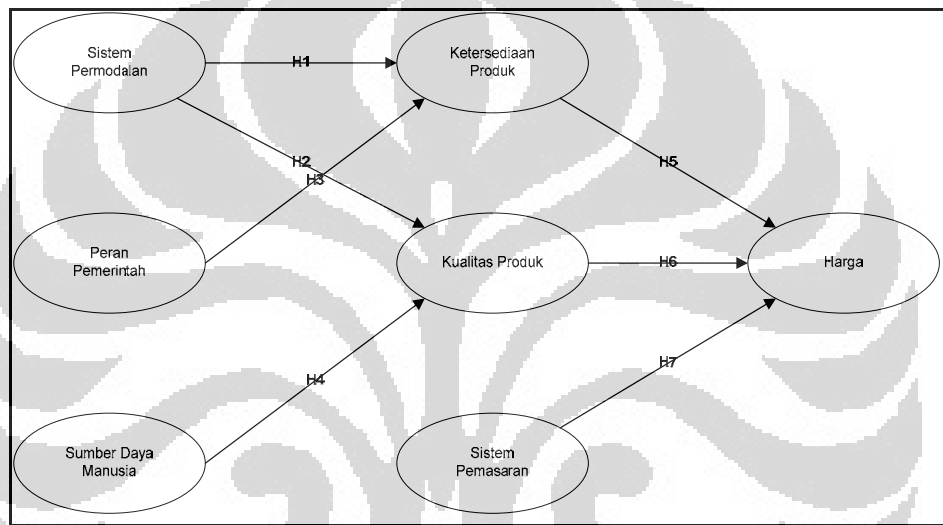 Sistem
Permodalan
H1
Ketersediaan
Produk
H2
H3
H5
Peran
Pemerintah
Kualitas Produk
H6
Harga
H4
H7
Sumber Daya
Manusia
Sistem
Pemasaran